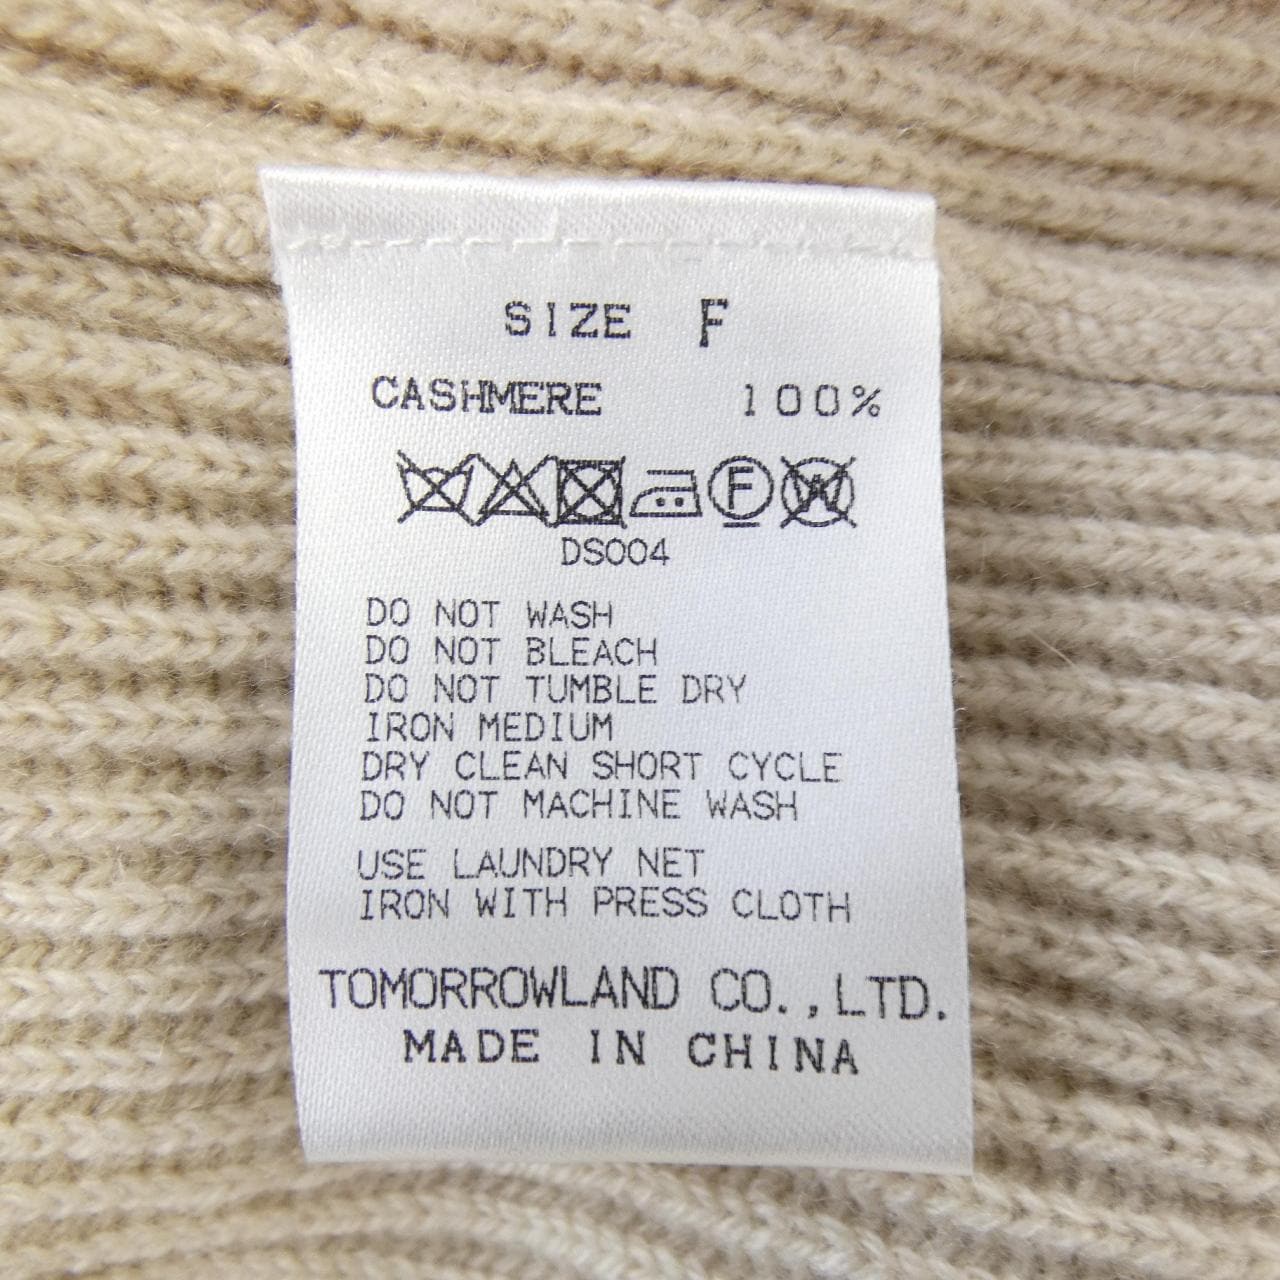 SIZE F
CASHMERE 100%
F W
DS004
DO NOT WASH
DO NOT BLEACH
DO NOT TUMBLE DRY
IRON MEDIUM
DRY CLEAN SHORT CYCLE
DO NOT MACHINE WASH
USE LAUNDRY NET
IRON WITH PRESS CLOTH
TOMORROWLAND CO.,LTD.
MADE IN CHINA